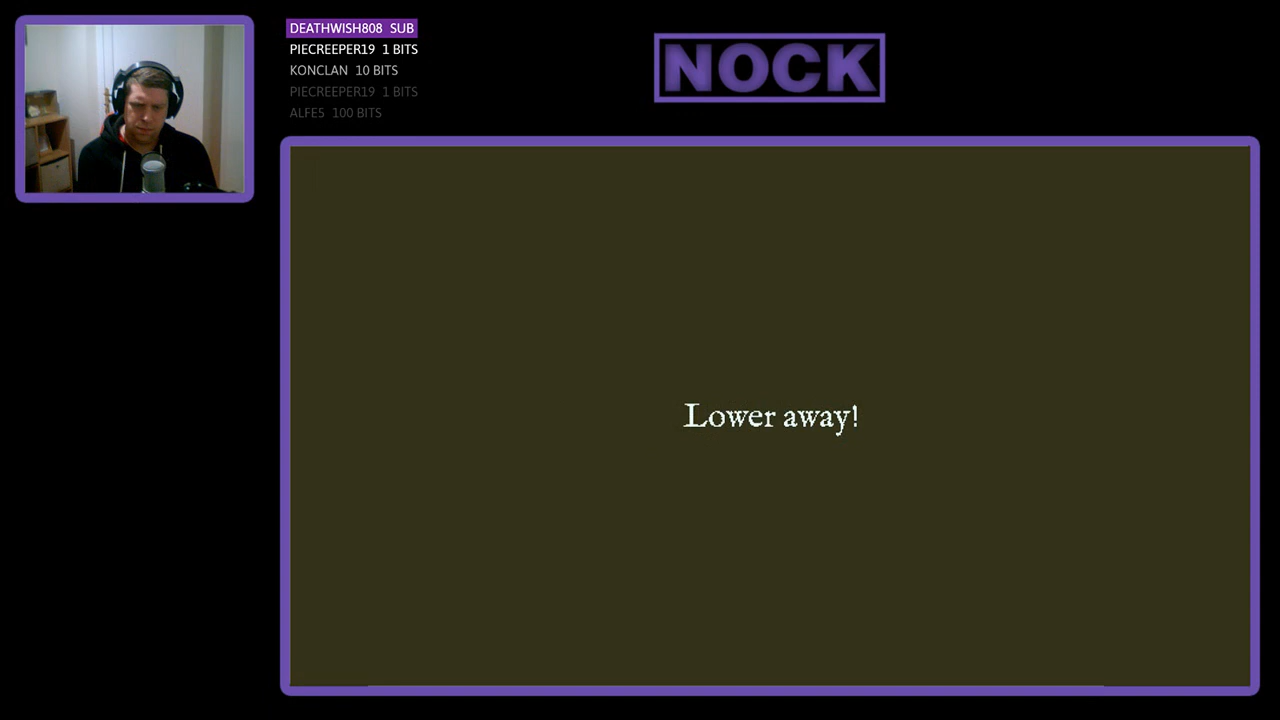 DEATHWISH808 SUB
PIECREEPER19 1 BITS
KONCLAN 10 BITS
PIECREEPER19 1 BITS
ALFE5 100 BITS
NOCK
Lower away!